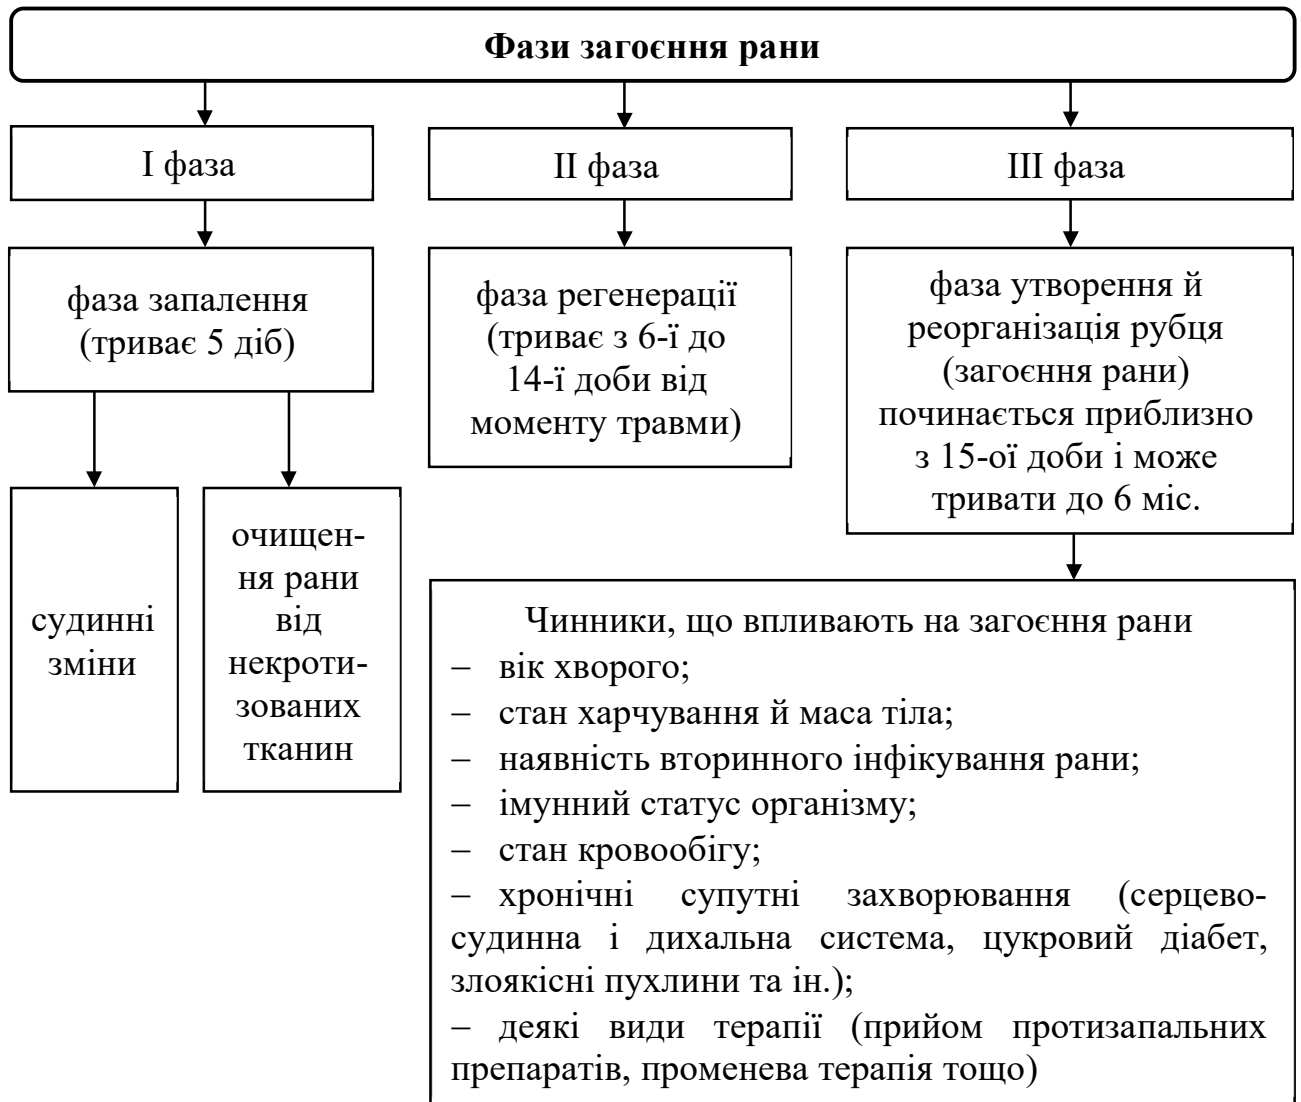 Фази загоєння рани
I фаза
II фаза
III фаза
фаза запалення
(триває 5 діб)
фаза регенерації
(триває з 6-ї до
14-ї доби від
моменту травми)
фаза утворення й
реорганізація рубця
(загоєння рани)
починається приблизно
з 15-ої доби і може
тривати до 6 міс.
судинні
зміни
очищен-
ня рани
від
некроти-
зованих
тканин
Чинники, що впливають на загоєння рани
– вік хворого;
– стан харчування й маса тіла;
– наявність вторинного інфікування рани;
– імунний статус організму;
– стан кровообігу;
– хронічні супутні захворювання (серцево-
судинна і дихальна система, цукровий діабет,
злоякісні пухлини та ін.);
– деякі види терапії (прийом протизапальних
препаратів, променева терапія тощо)